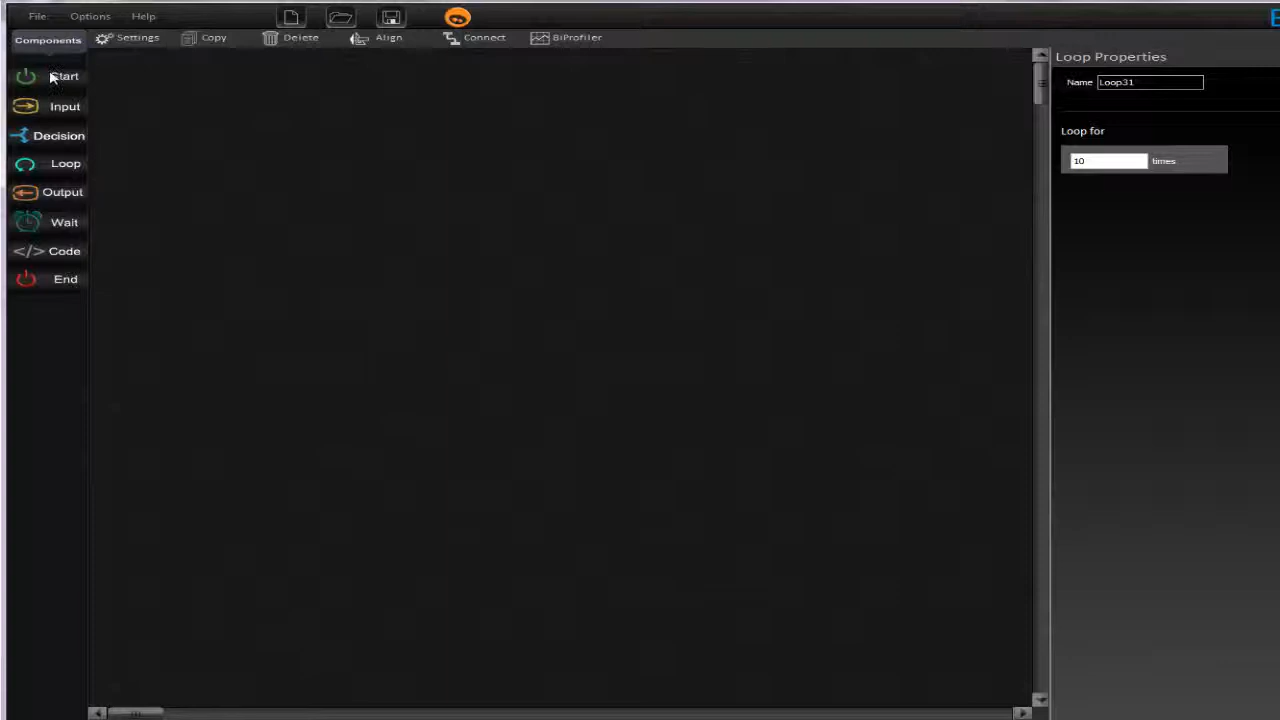 File Options Help
Components Settings Copy Delete Align Connect BiProfiler
Loop Properties
Start
Name Loop31
Input
Loop for
Decision
10 times
Loop
Output
Wait
</> Code
End